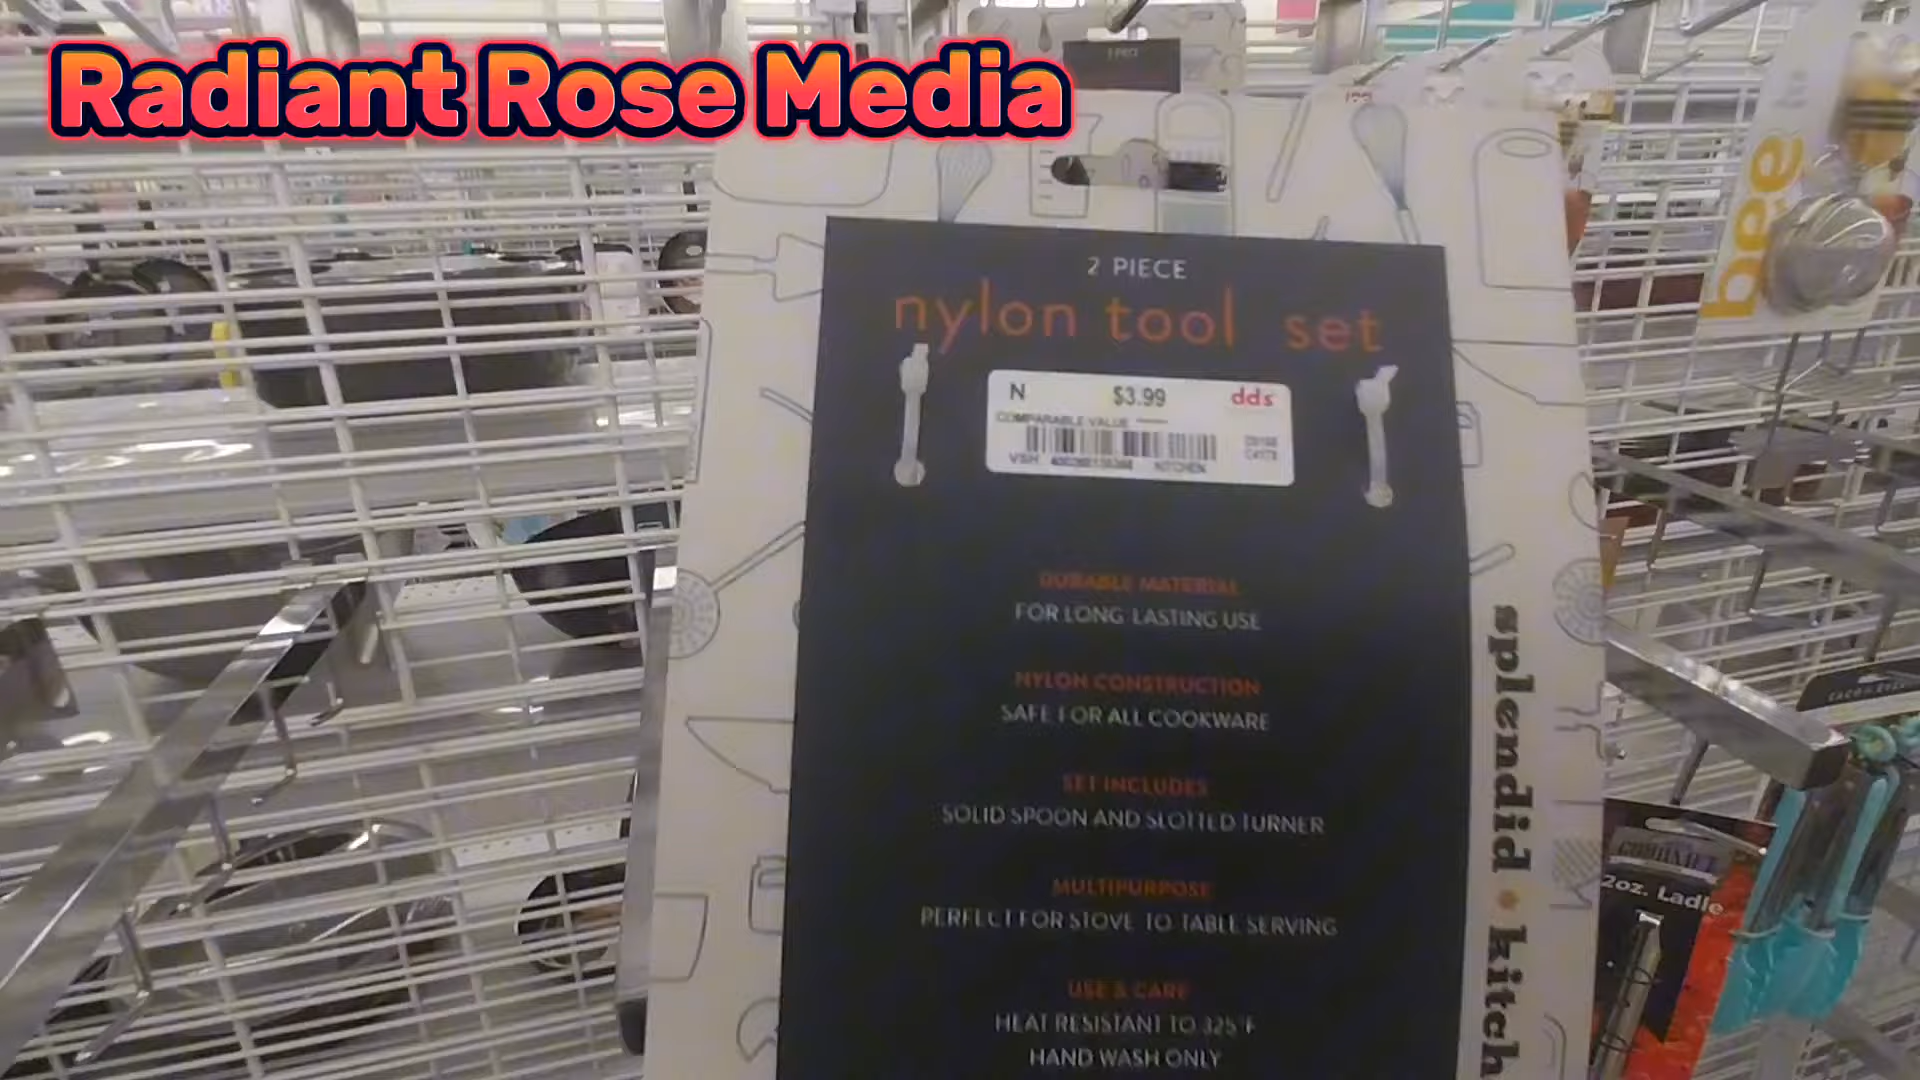 Radiant Rose Media
2 PIECE
nylon tool set
N $3.99 dds
COMPARABLE VALUE
KITCHEN
DURABLE MATERIAL
FOR LONG LASTING USE
NYLON CONSTRUCTION
SAFE FOR ALL COOKWARE
SET INCLUDES
SOLID SPOON AND SLOTTED TURNER
MULTIPURPOSE
PERFECT FOR STOVE TO TABLE SERVING
USE & CARE
HEAT RESISTANT TO 325°F
HAND WASH ONLY
splendid • kitch
bee
2oz. Ladle